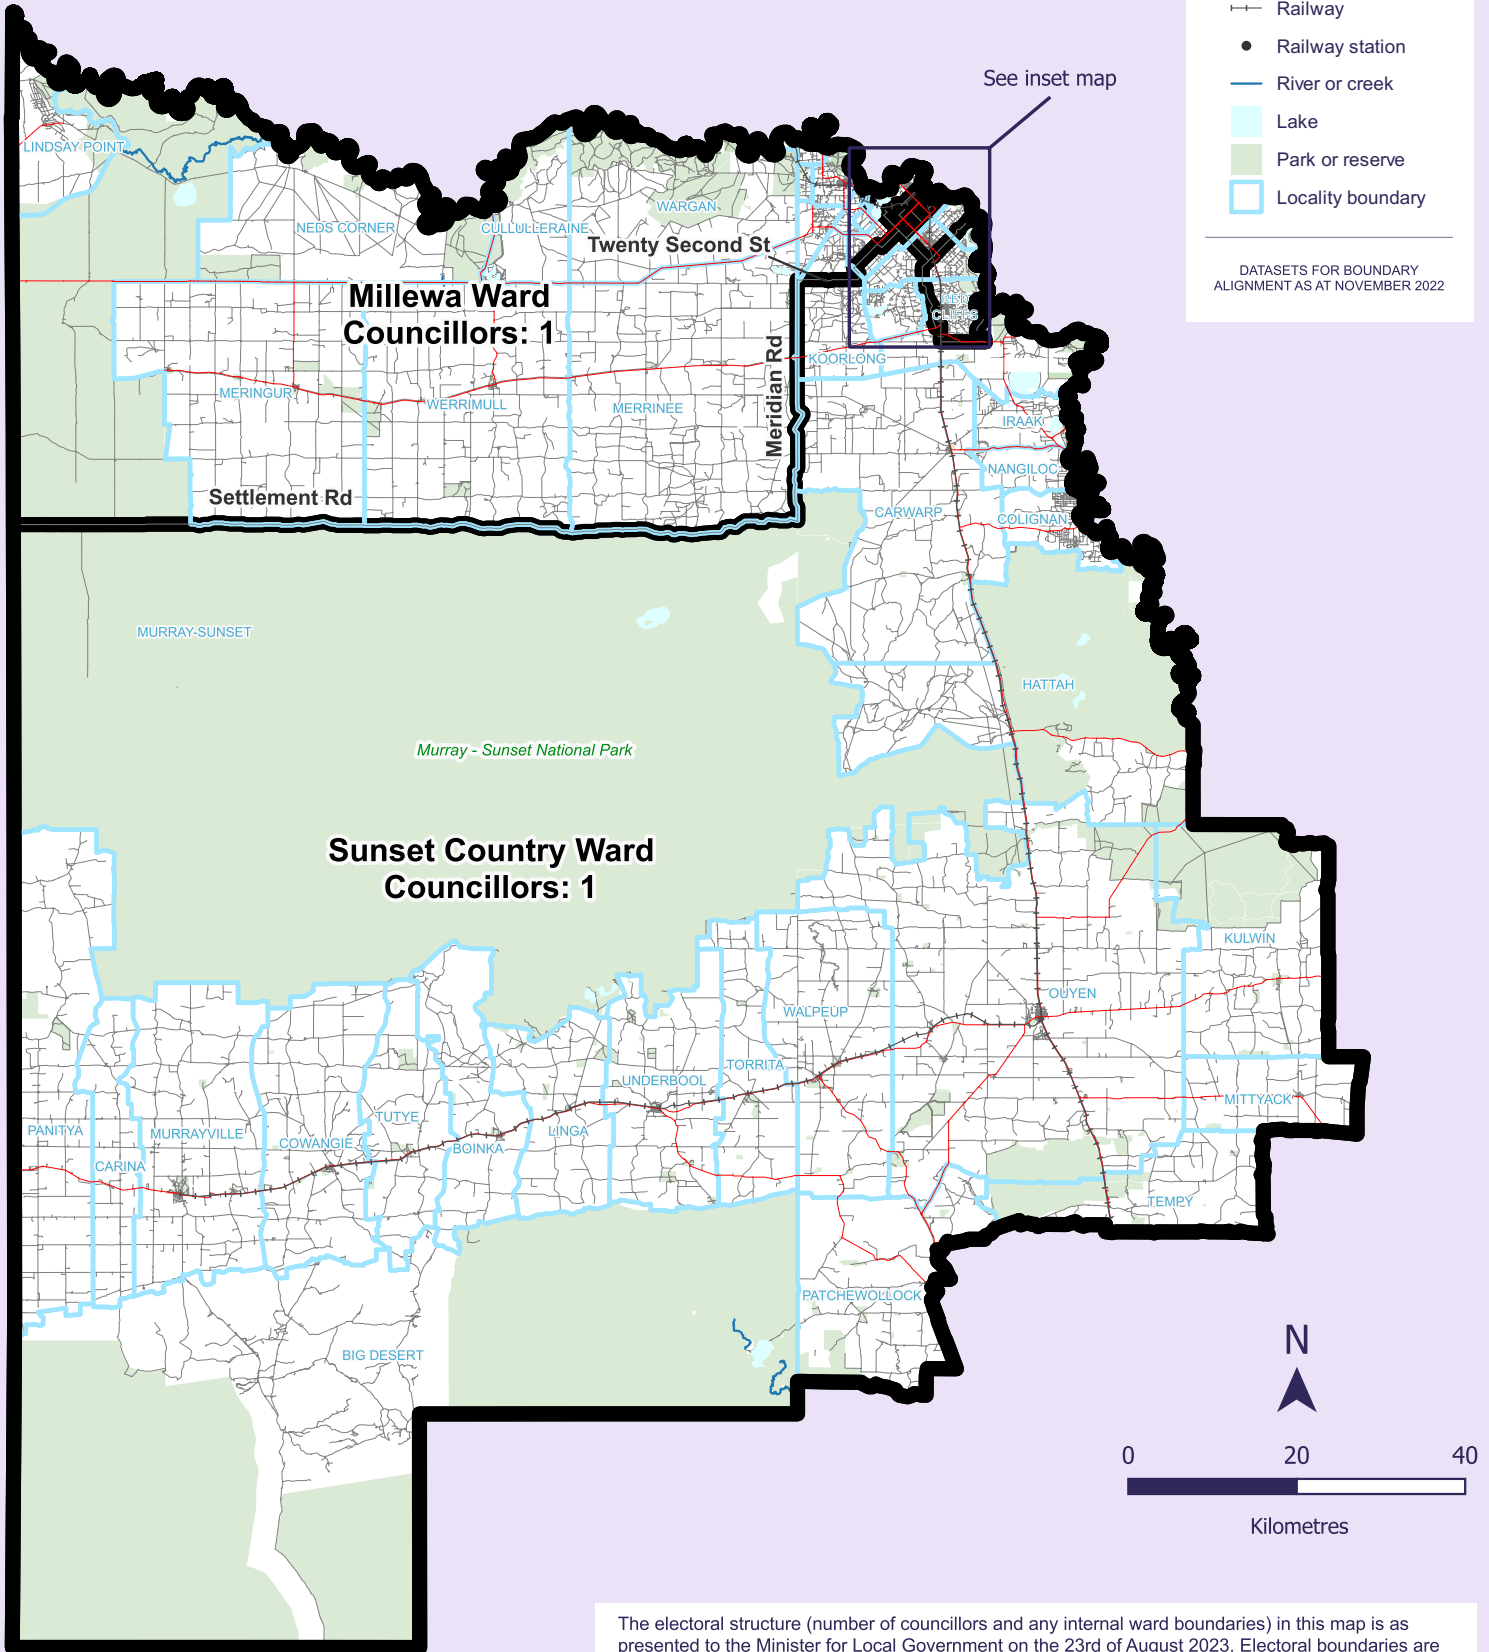 Railway
Railway station
River or creek
Lake
Park or reserve
Locality boundary
DATASETS FOR BOUNDARY
ALIGNMENT AS AT NOVEMBER 2022
See inset map
LINDSAY POINT
NEDS CORNER
CULLULLERAINE
WARGAN
Twenty Second St
Millewa Ward
Councillors: 1
RED
CLIFFS
Meridian Rd
KOORLONG
MERINGUR
WERRIMULL
MERRINEE
IRAAK
NANGILOC
Settlement Rd
CARWARP
COLIGNAN
MURRAY-SUNSET
HATTAH
Murray - Sunset National Park
Sunset Country Ward
Councillors: 1
KULWIN
OUYEN
WALPEUP
TORRITA
UNDERBOOL
MITTYACK
TUTYE
PANITYA
MURRAYVILLE
COWANGIE
LINGA
BOINKA
CARINA
TEMPY
PATCHEWOLLOCK
BIG DESERT
N
0 20 40
Kilometres
The electoral structure (number of councillors and any internal ward boundaries) in this map is as
presented to the Minister for Local Government on the 23rd of August 2023. Electoral boundaries are